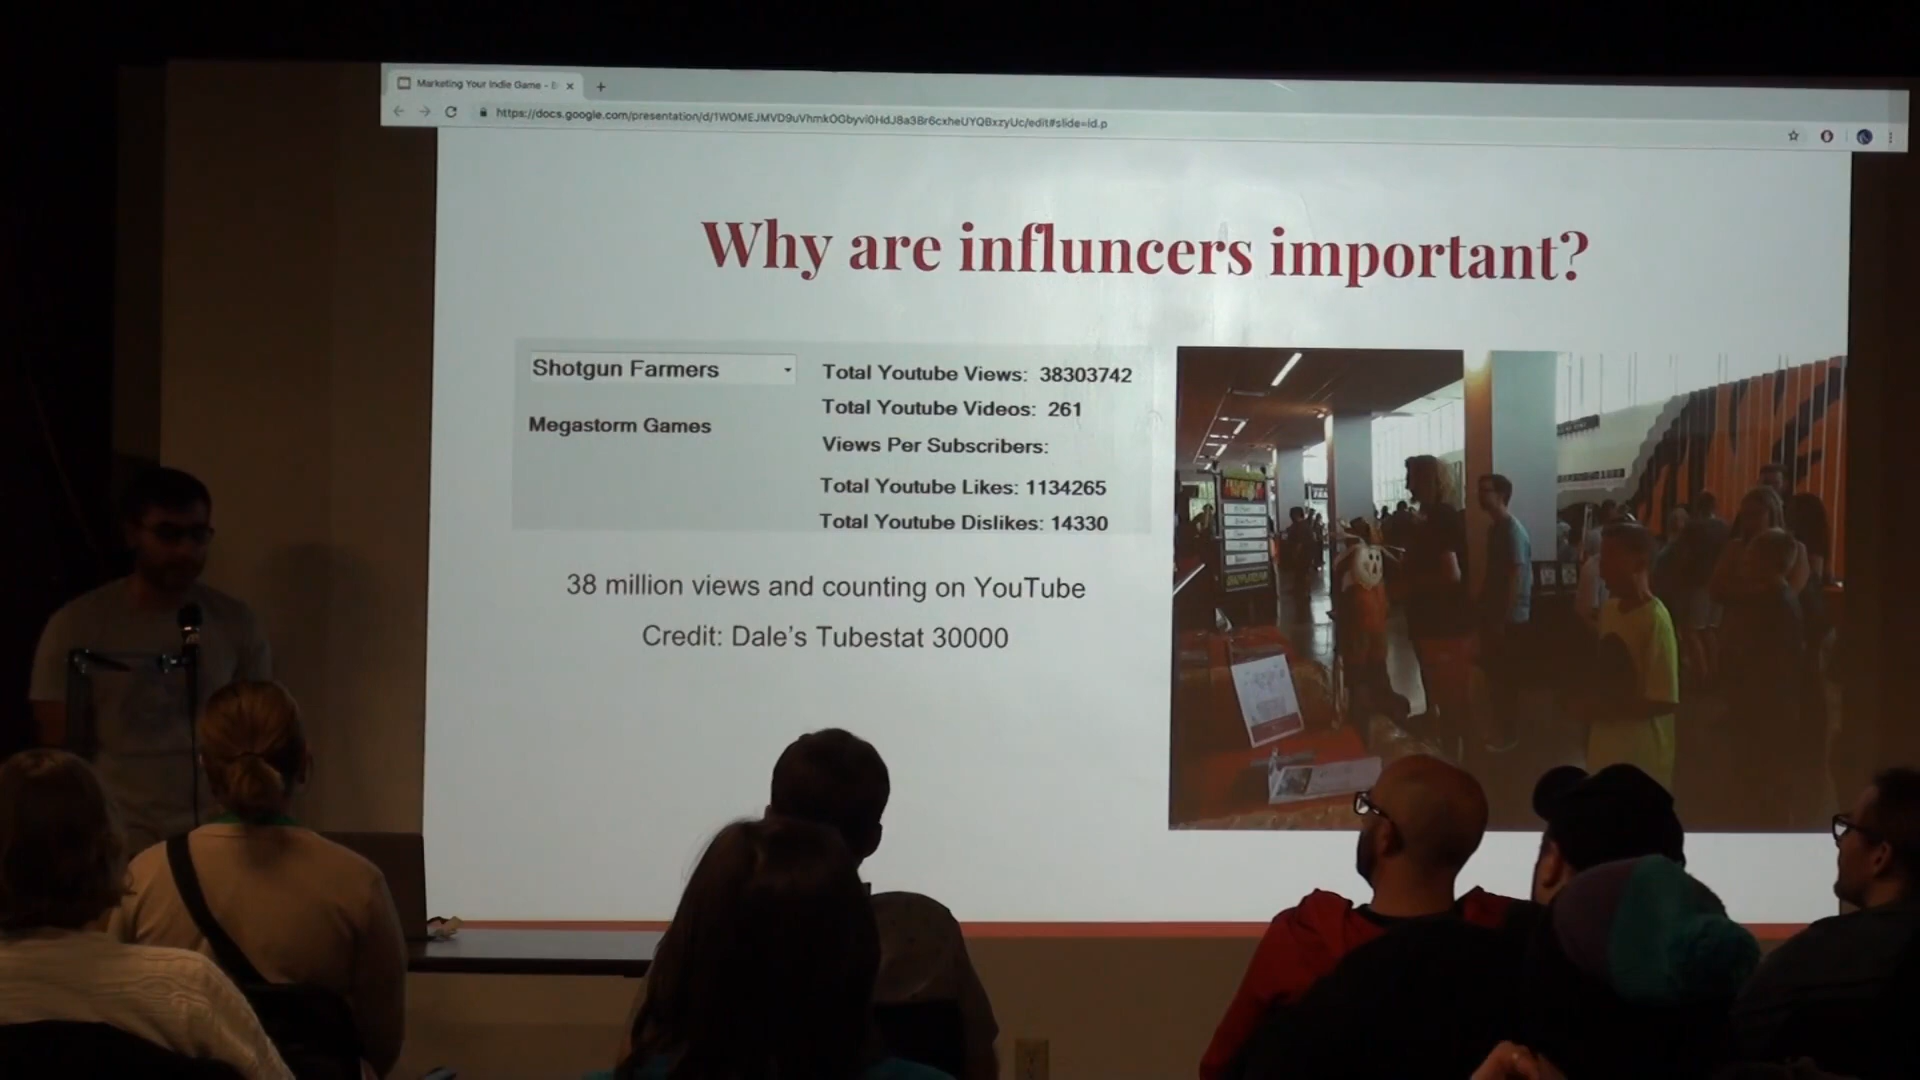 Marketing Your Indie Game -
https://docs.google.com/presentation/d/1WOMEJMVD9uVhmkOGbyvl0HdJ8a3Br6cxheUYQBxzyUc/edit#slide=id.p
Why are influncers important?
Shotgun Farmers
Megastorm Games
Total Youtube Views: 38303742
Total Youtube Videos: 261
Views Per Subscribers:
Total Youtube Likes: 1134265
Total Youtube Dislikes: 14330
38 million views and counting on YouTube
Credit: Dale's Tubestat 30000